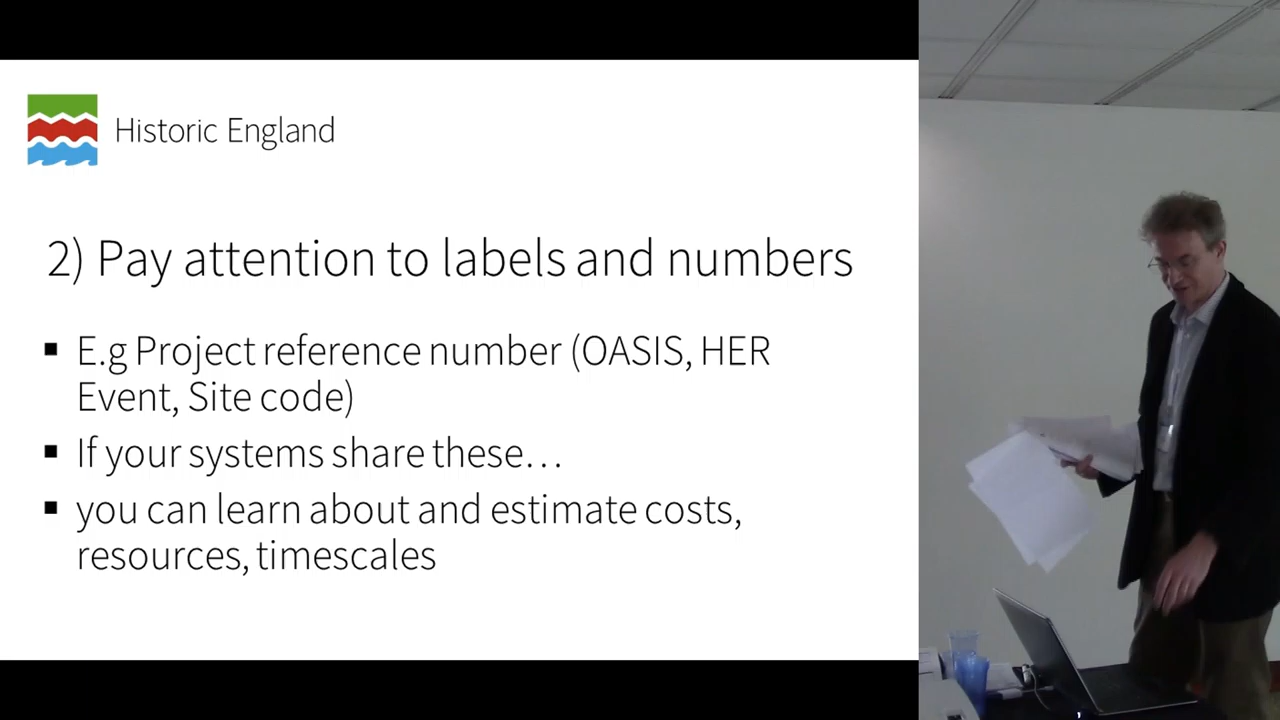 Historic England
2) Pay attention to labels and numbers
E.g Project reference number (OASIS, HER
Event, Site code)
If your systems share these…
you can learn about and estimate costs,
resources, timescales